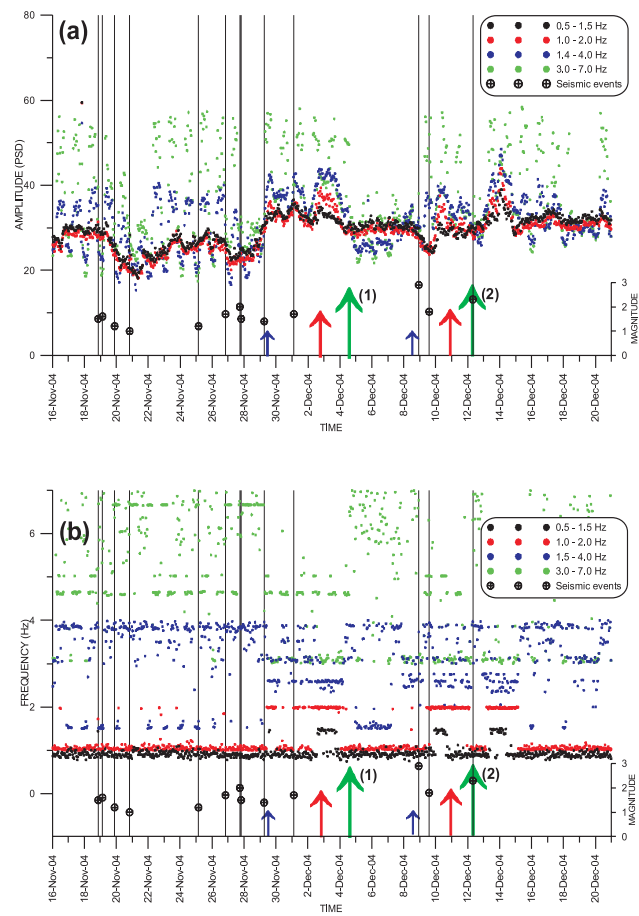 (a)
80
60
40
20
0
AMPLITUDE (PSD)
0.5 - 1.5 Hz
1.0 - 2.0 Hz
1.4 - 4.0 Hz
3.0 - 7.0 Hz
Seismic events
(1)
(2)
3
2
1
0
MAGNITUDE
16-Nov-04
18-Nov-04
20-Nov-04
22-Nov-04
24-Nov-04
26-Nov-04
28-Nov-04
30-Nov-04
2-Dec-04
4-Dec-04
6-Dec-04
8-Dec-04
10-Dec-04
12-Dec-04
14-Dec-04
16-Dec-04
18-Dec-04
20-Dec-04
TIME
(b)
6
4
2
0
FREQUENCY (Hz)
0.5 - 1.5 Hz
1.0 - 2.0 Hz
1.5 - 4.0 Hz
3.0 - 7.0 Hz
Seismic events
(1)
(2)
3
2
1
0
MAGNITUDE
16-Nov-04
18-Nov-04
20-Nov-04
22-Nov-04
24-Nov-04
26-Nov-04
28-Nov-04
30-Nov-04
2-Dec-04
4-Dec-04
6-Dec-04
8-Dec-04
10-Dec-04
12-Dec-04
14-Dec-04
16-Dec-04
18-Dec-04
20-Dec-04
TIME